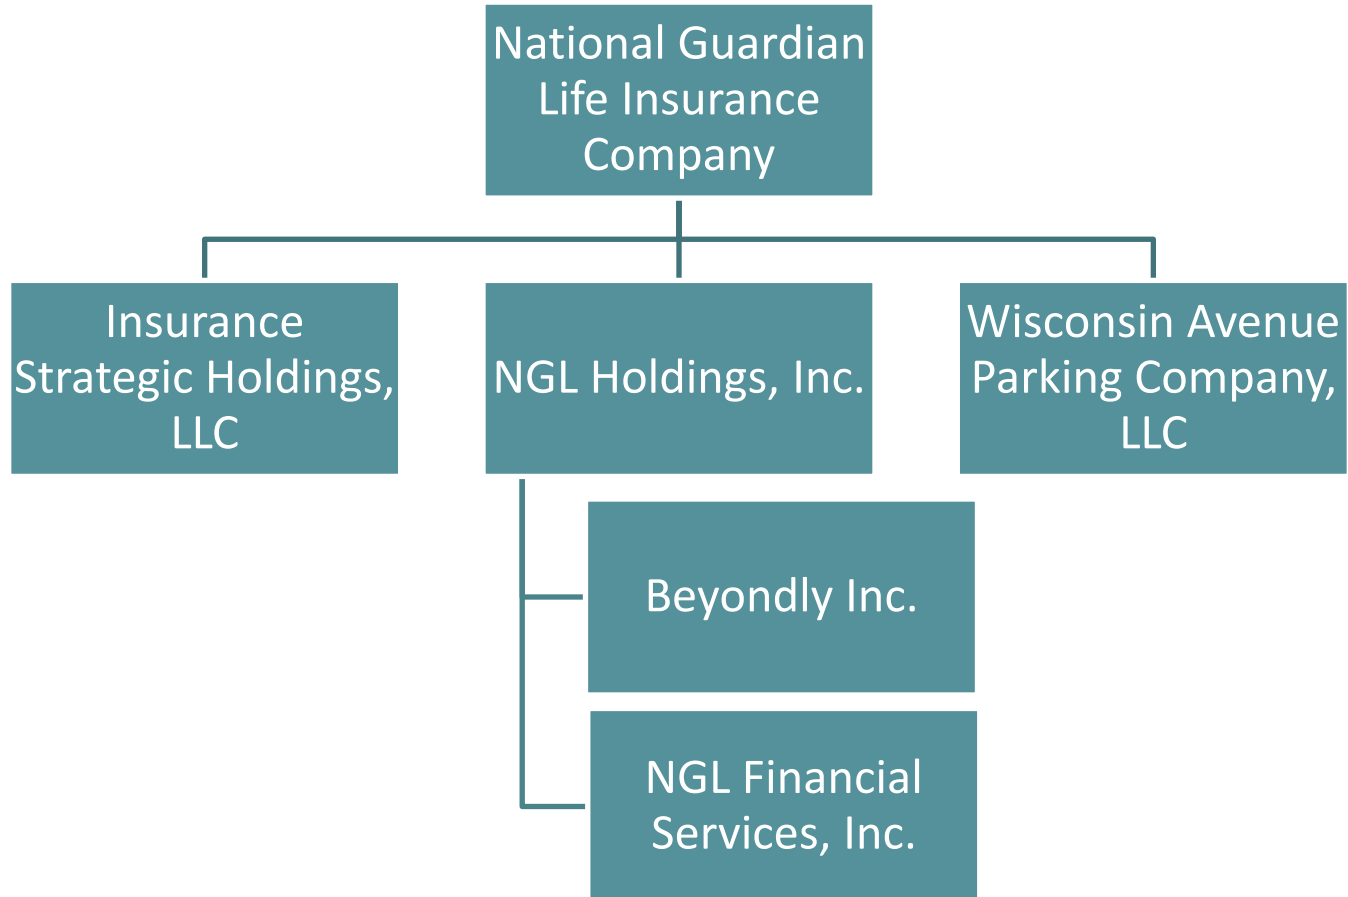 National Guardian
Life Insurance
Company
Insurance
Strategic Holdings,
LLC
NGL Holdings, Inc.
Wisconsin Avenue
Parking Company,
LLC
Beyondly Inc.
NGL Financial
Services, Inc.